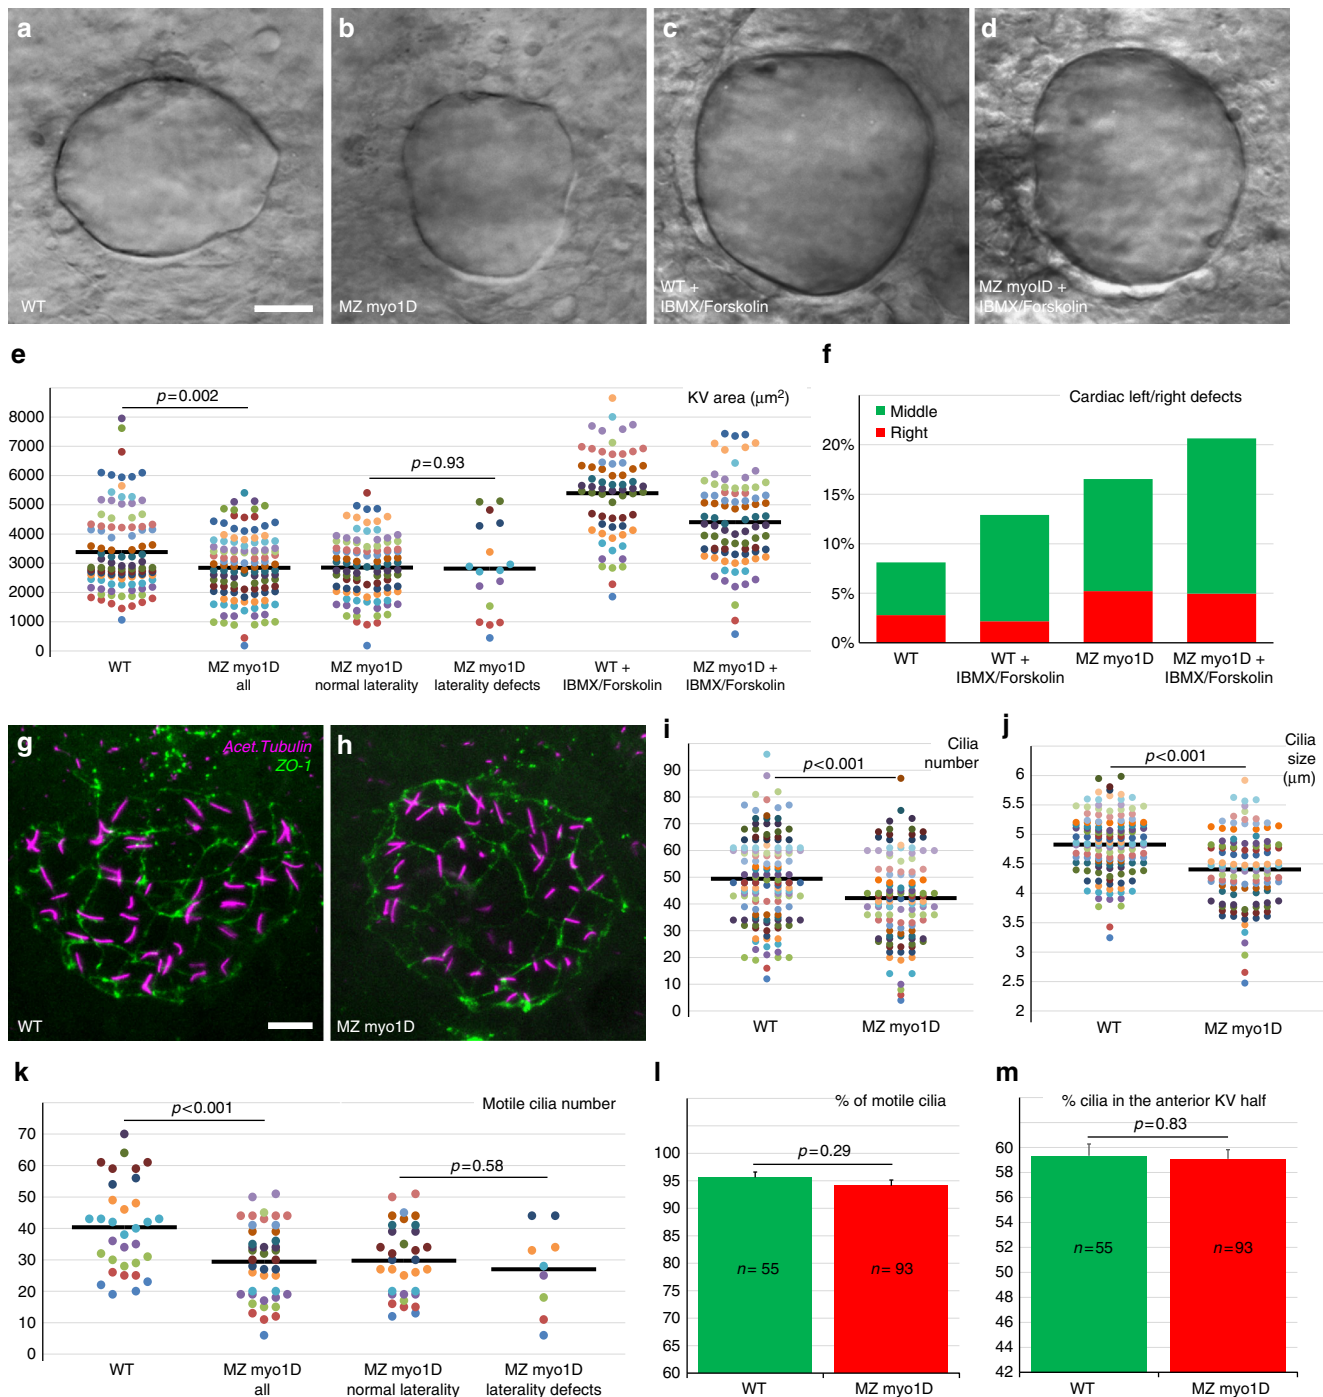 a
b
c
d
WT
MZ myo1D
WT +
IBMX/Forskolin
MZ myoID +
IBMX/Forskolin
e
KV area (μm²)
p=0.002
p=0.93
8000
7000
6000
5000
4000
3000
2000
1000
0
WT
MZ myo1D
all
MZ myo1D
normal laterality
MZ myo1D
laterality defects
WT +
IBMX/Forskolin
MZ myo1D +
IBMX/Forskolin
f
Cardiac left/right defects
Middle
Right
20%
15%
10%
5%
0%
WT
WT +
IBMX/Forskolin
MZ myo1D
MZ myo1D +
IBMX/Forskolin
g
Acet.Tubulin
ZO-1
WT
h
MZ myo1D
i
Cilia
number
p<0.001
90
80
70
60
50
40
30
20
10
0
WT
MZ myo1D
j
Cilia
size
(μm)
p<0.001
6
5.5
5
4.5
4
3.5
3
2.5
2
WT
MZ myo1D
k
Motile cilia number
p<0.001
p=0.58
70
60
50
40
30
20
10
0
WT
MZ myo1D
all
MZ myo1D
normal laterality
MZ myo1D
laterality defects
l
% of motile cilia
p=0.29
100
95
90
85
80
75
70
65
60
n= 55
n= 93
WT
MZ myo1D
m
% cilia in the anterior KV half
p=0.83
60
58
56
54
52
50
48
46
44
42
n=55
n=93
WT
MZ myo1D